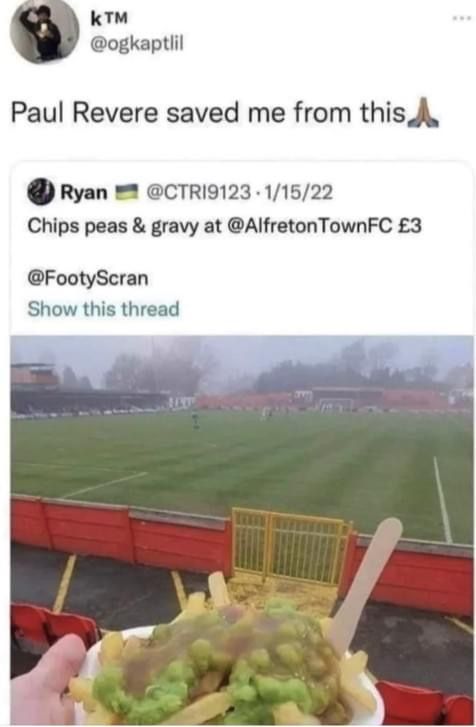 k™
@ogkaptlil
Paul Revere saved me from this🙏🏾
Ryan 🇺🇦 @CTRI9123 · 1/15/22
Chips peas & gravy at @AlfretonTownFC £3
@FootyScran
Show this thread